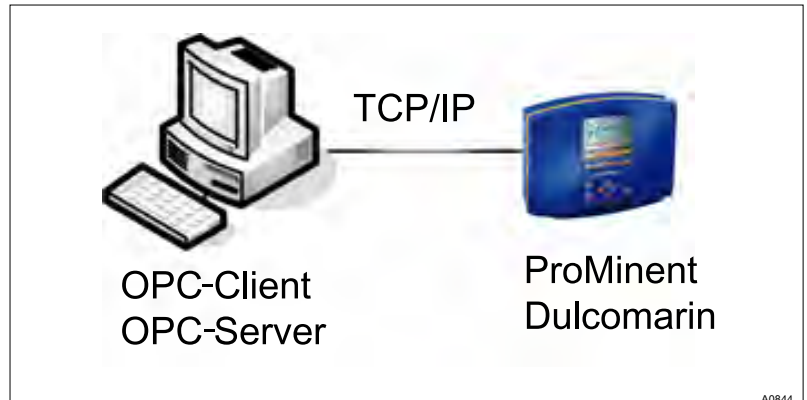 TCP/IP
OPC-Client
OPC-Server
ProMinent
Dulcomarin
A0844